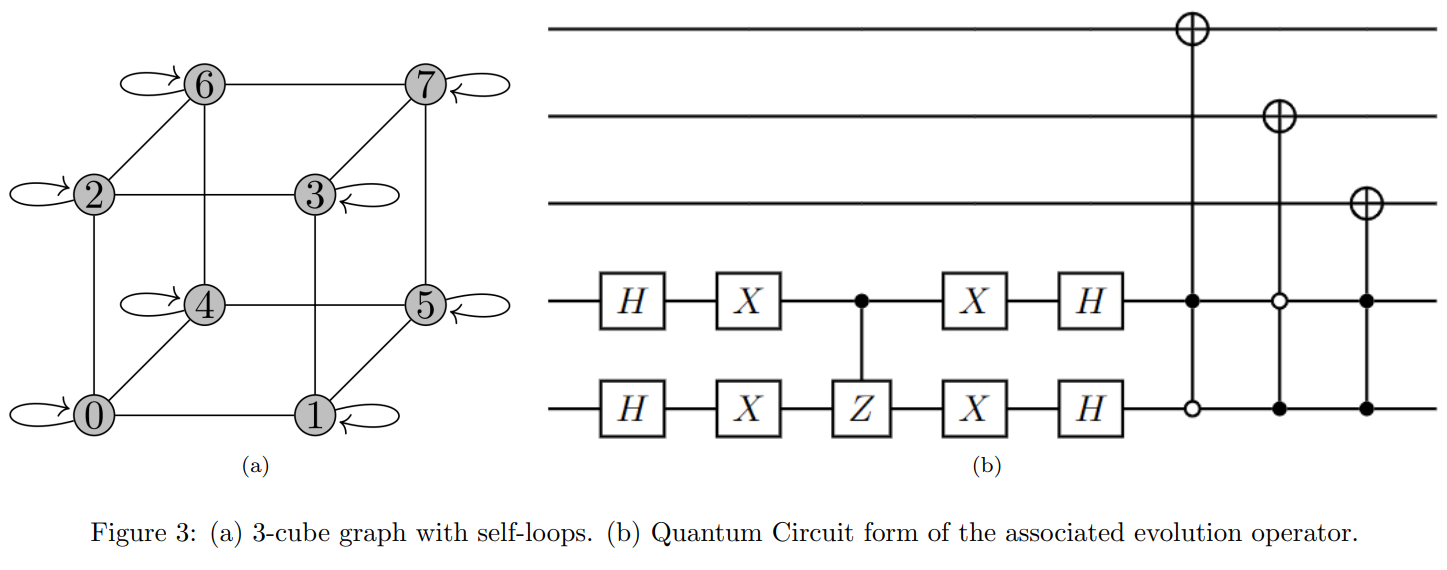 6 7
2 3
4 5
0 1
H X X H
H X Z X H
(a) (b)
Figure 3: (a) 3-cube graph with self-loops. (b) Quantum Circuit form of the associated evolution operator.